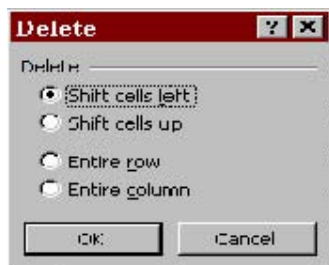 Delete
Delete
Shift cells left
Shift cells up
Entire row
Entire column
OK Cancel